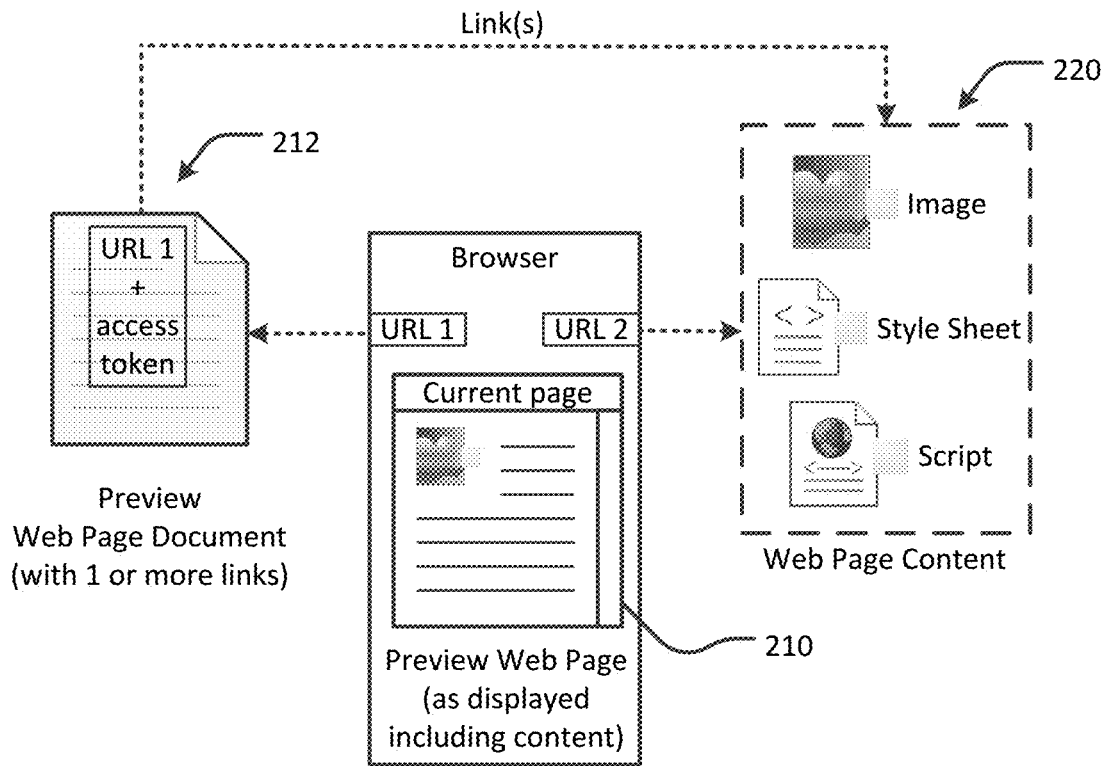 Link(s)
220
212
Image
URL 1
+
access
token
Browser
URL 1
URL 2
Style Sheet
Current page
Script
Preview
Web Page Document
(with 1 or more links)
Web Page Content
210
Preview Web Page
(as displayed
including content)